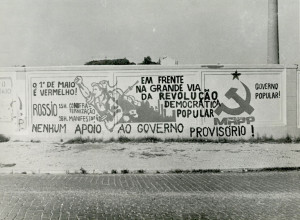 O 1º DE MAIO
É VERMELHO!
ROSSIO
EM FRENTE
NA GRANDE VIA
DA REVOLUÇÃO
DEMOCRÁTICA
POPULAR
GOVERNO
POPULAR!
MRPP
NENHUM APOIO AO GOVERNO PROVISÓRIO!